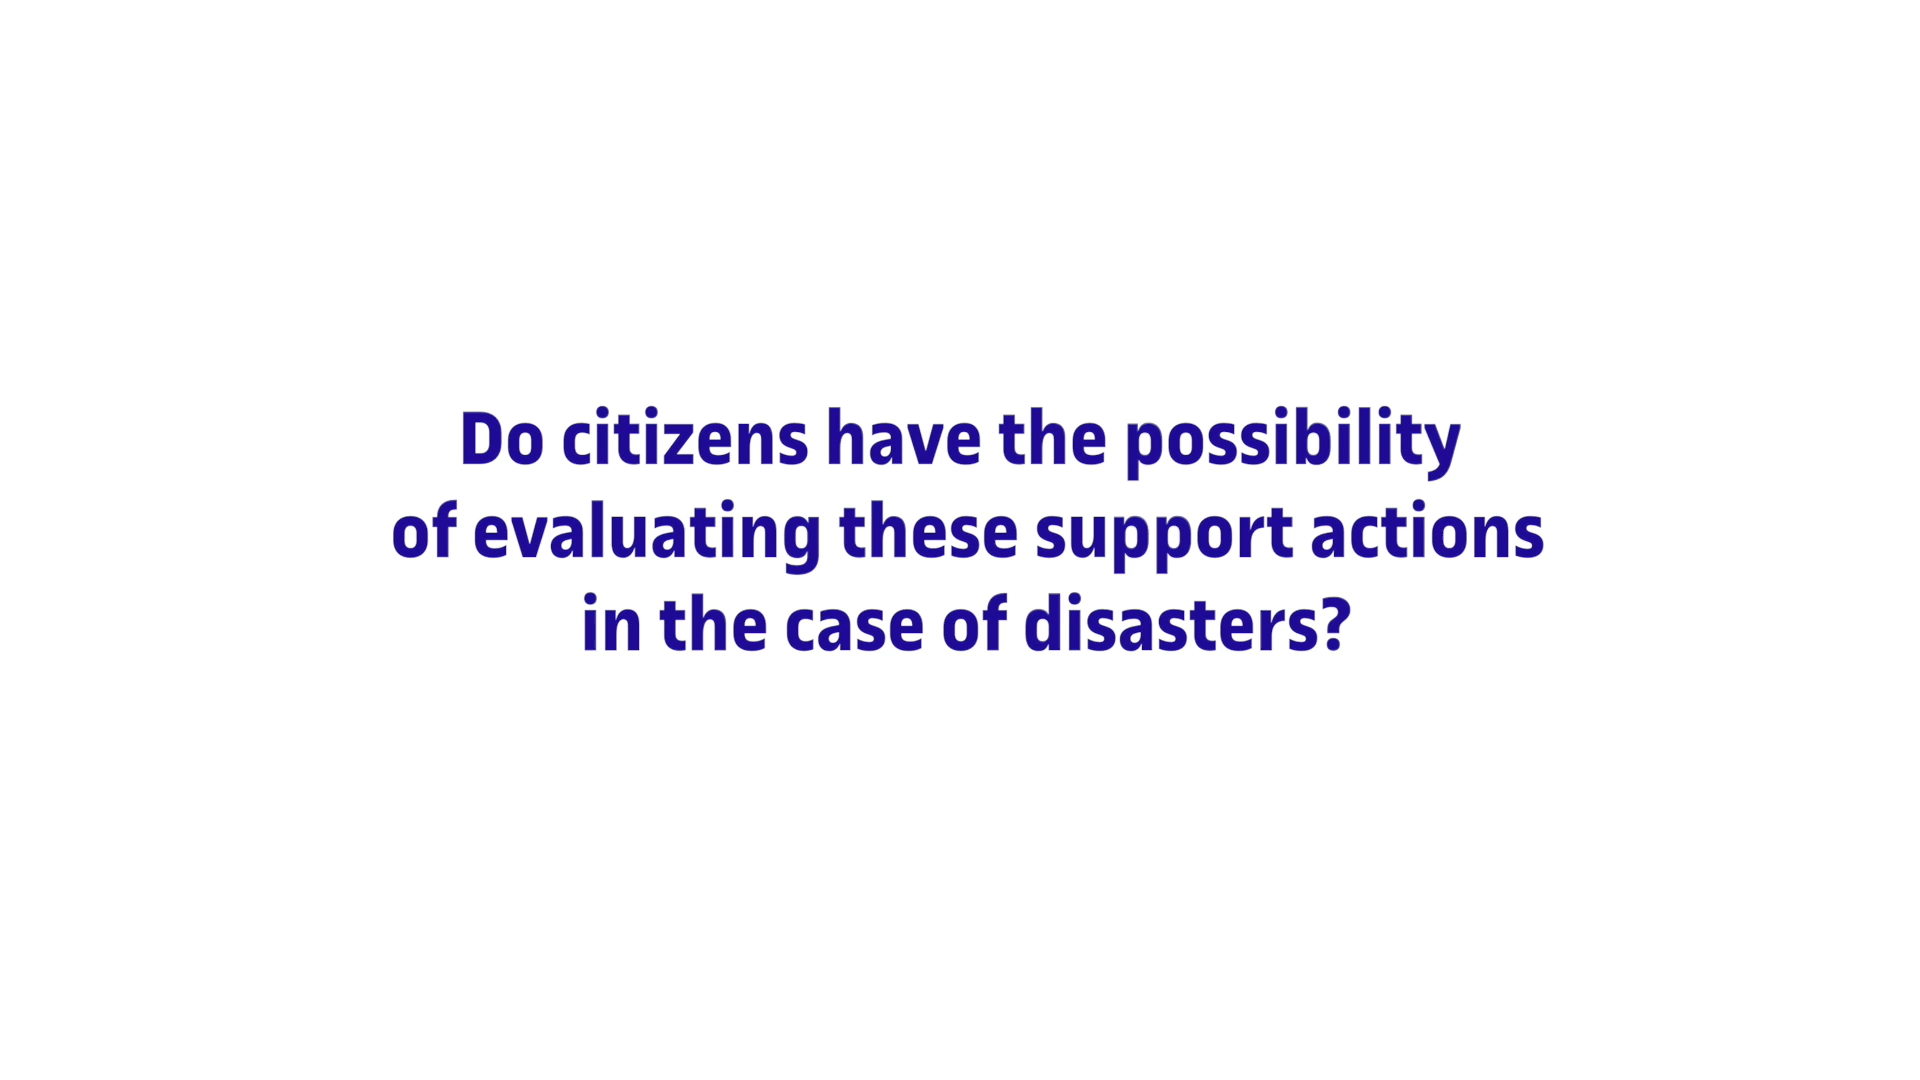 Do citizens have the possibility
of evaluating these support actions
in the case of disasters?